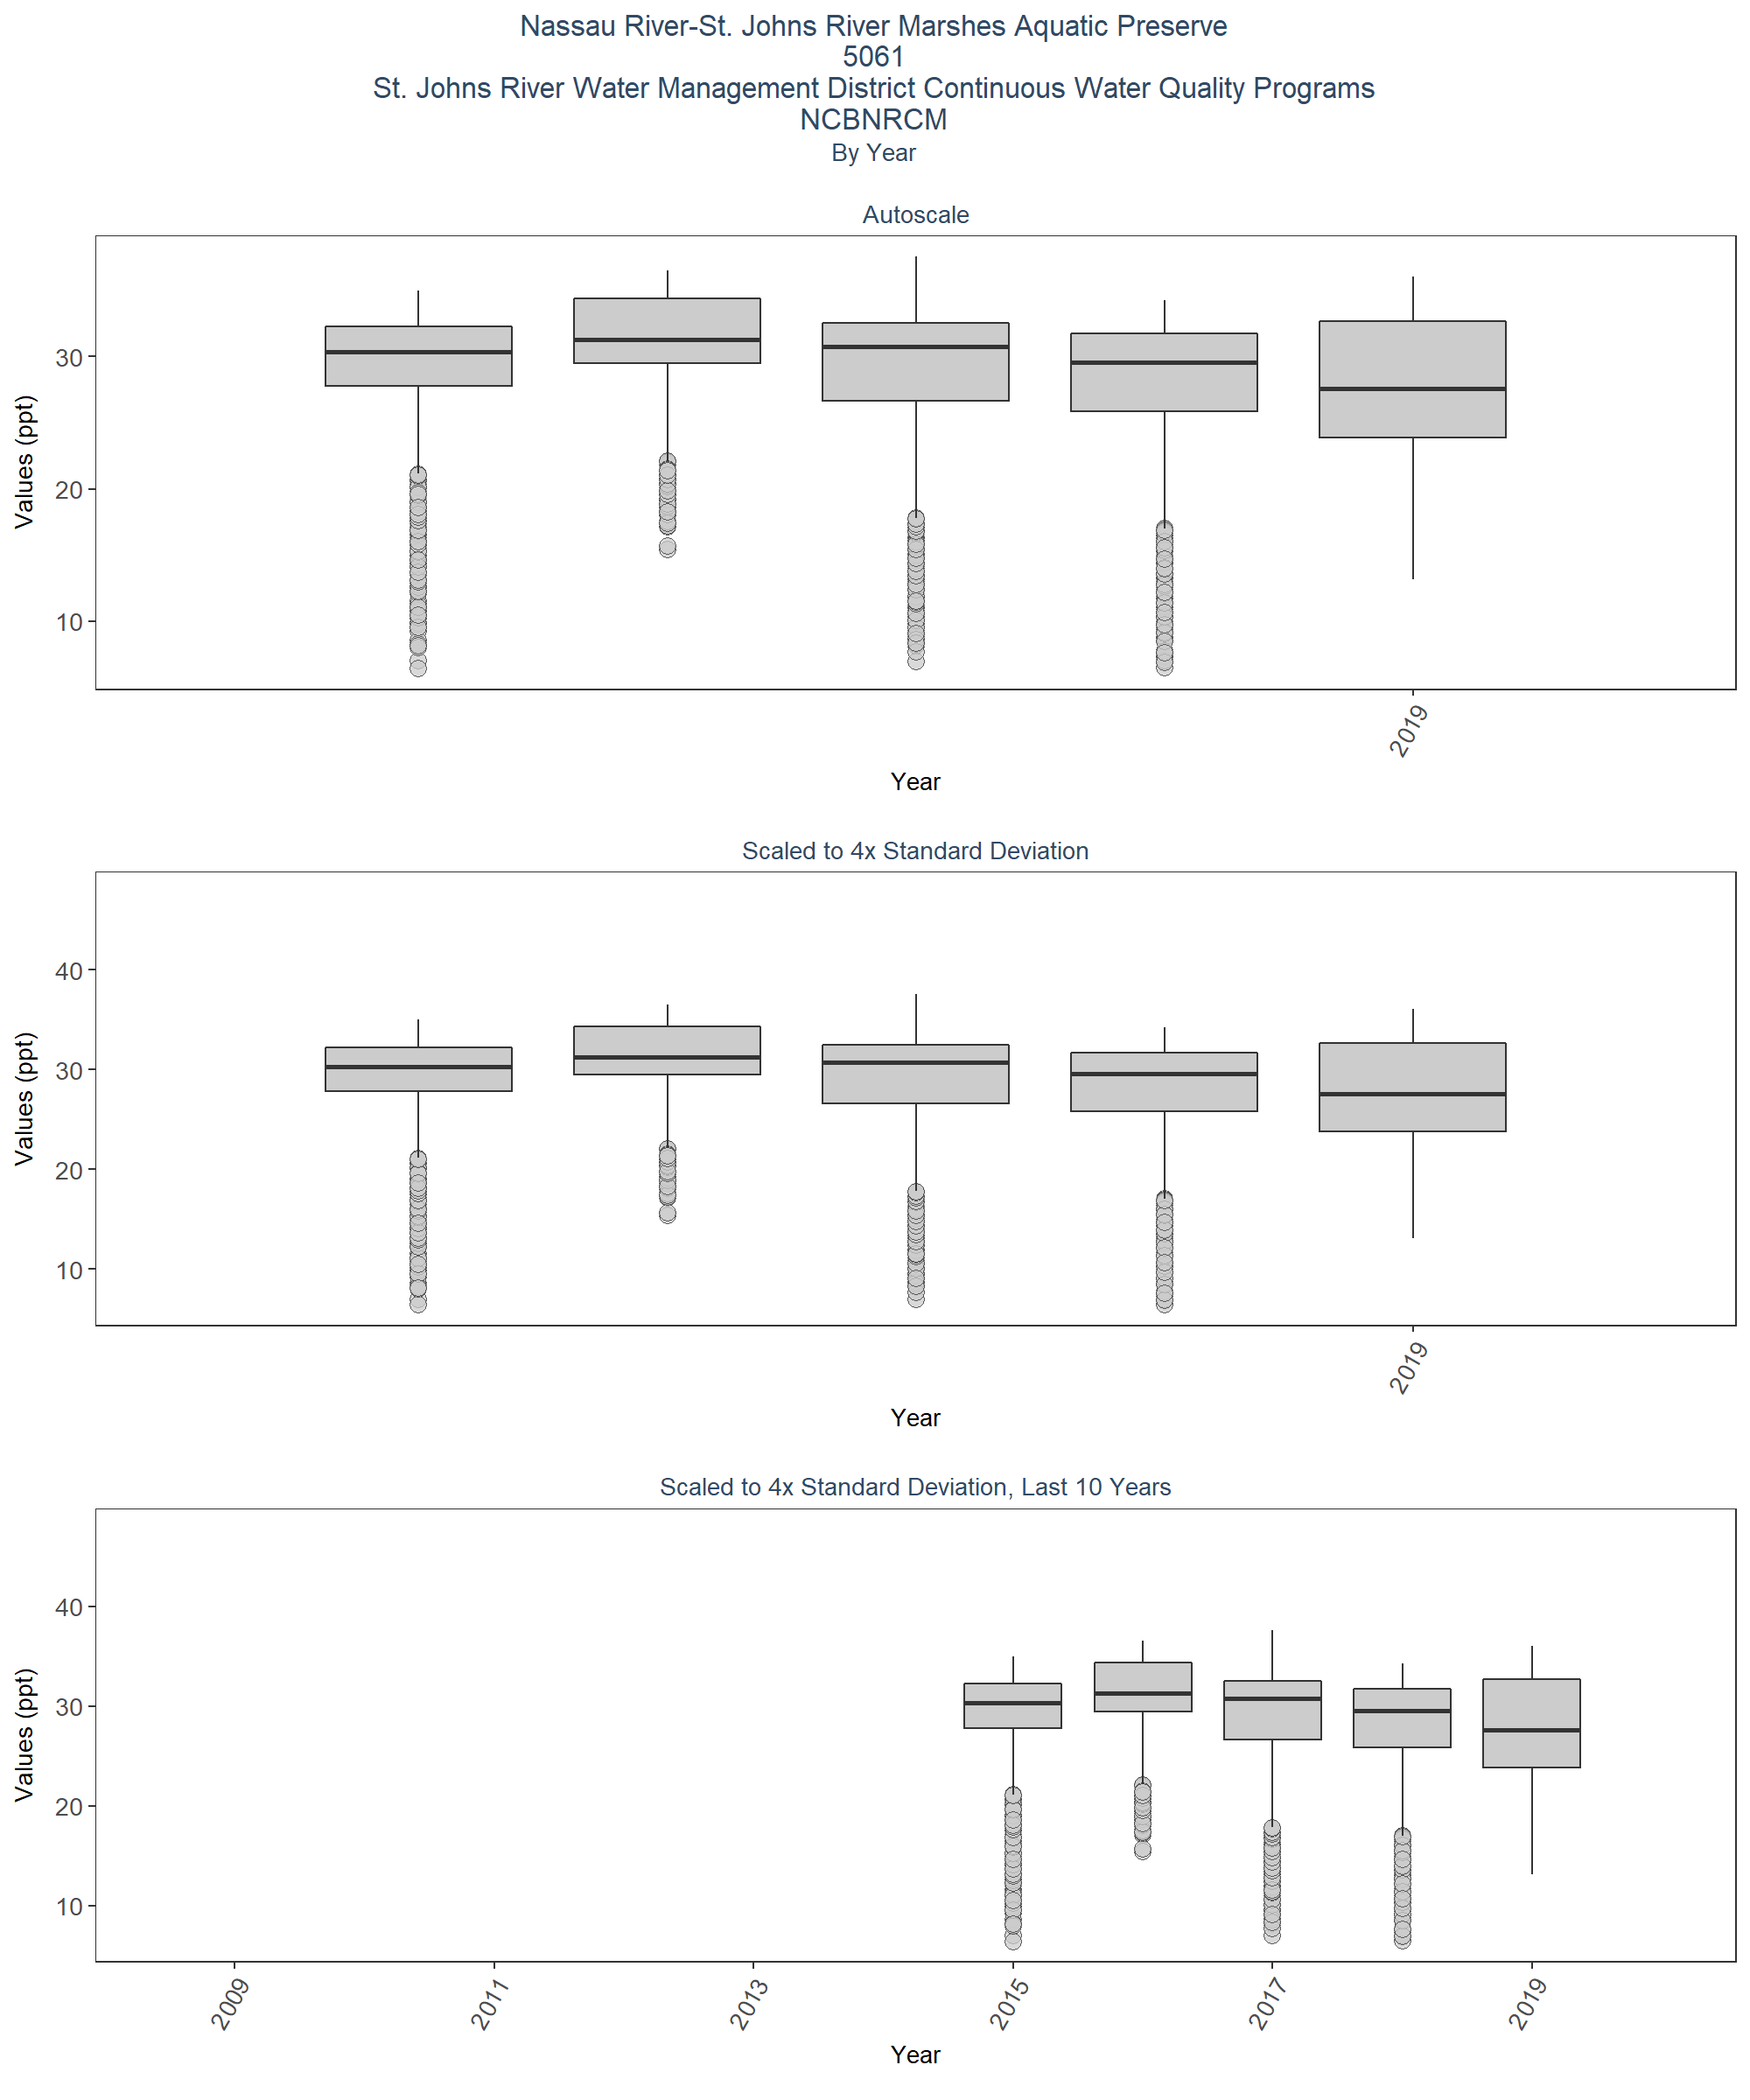 Nassau River-St. Johns River Marshes Aquatic Preserve
5061
St. Johns River Water Management District Continuous Water Quality Programs
NCBNRCM
By Year
Autoscale
Values (ppt)
30
20
10
2019
Year
Scaled to 4x Standard Deviation
Values (ppt)
40
30
20
10
2019
Year
Scaled to 4x Standard Deviation, Last 10 Years
Values (ppt)
40
30
20
10
2009 2011 2013 2015 2017 2019
Year